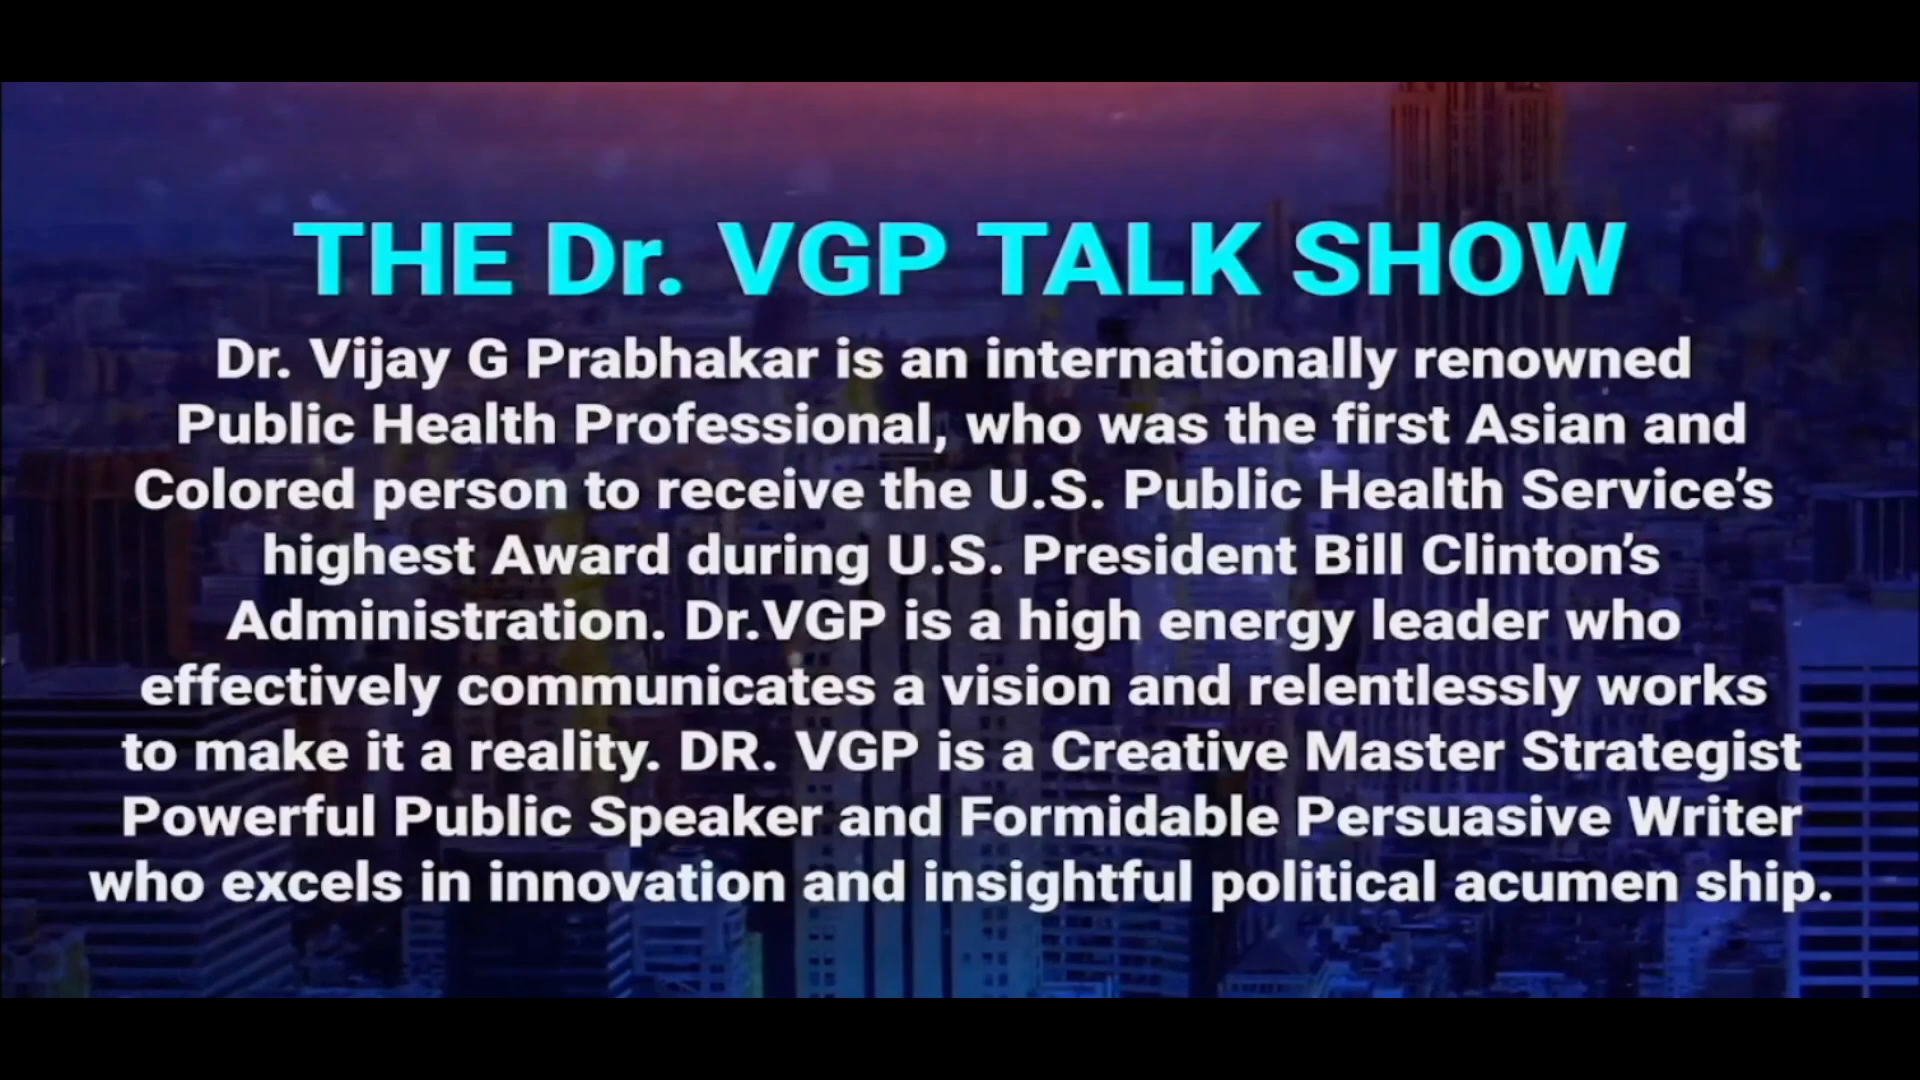 THE Dr. VGP TALK SHOW
Dr. Vijay G Prabhakar is an internationally renowned
Public Health Professional, who was the first Asian and
Colored person to receive the U.S. Public Health Service’s
highest Award during U.S. President Bill Clinton’s
Administration. Dr.VGP is a high energy leader who
effectively communicates a vision and relentlessly works
to make it a reality. DR. VGP is a Creative Master Strategist
Powerful Public Speaker and Formidable Persuasive Writer
who excels in innovation and insightful political acumen ship.